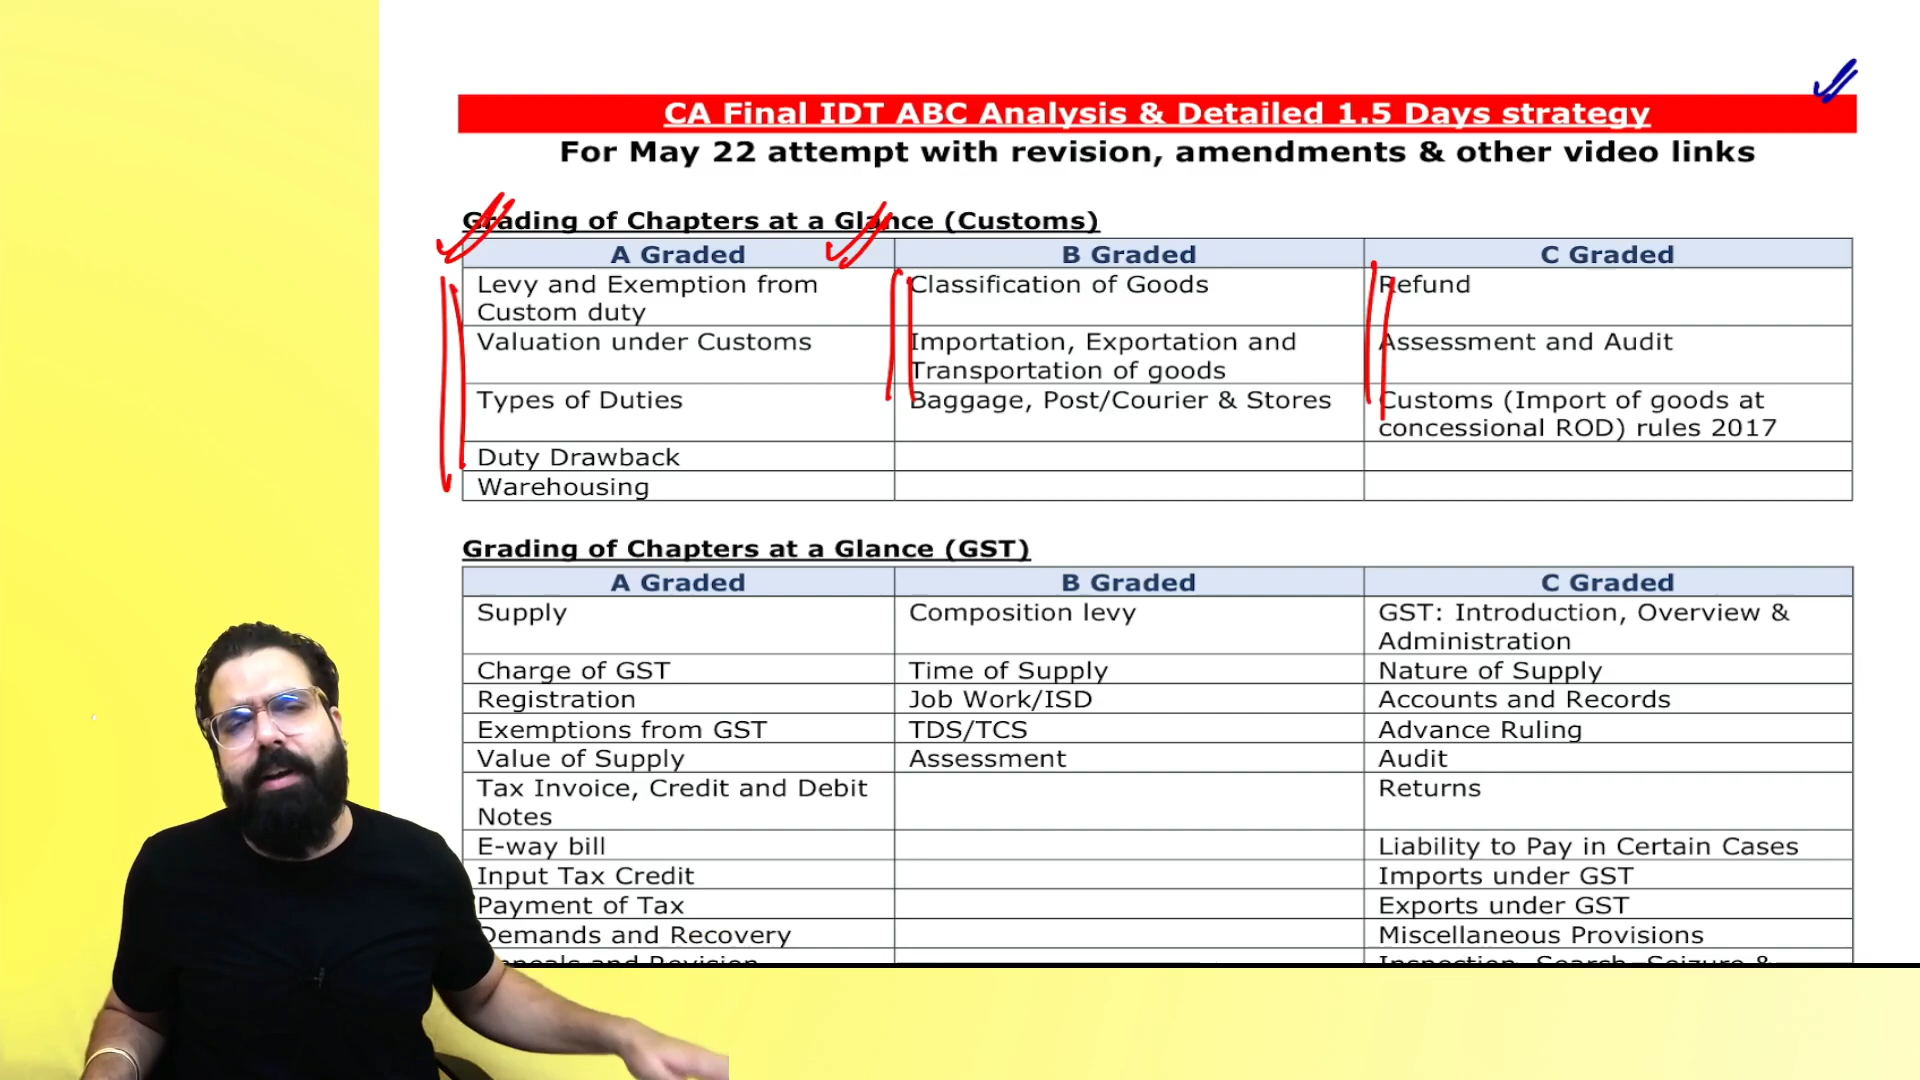 CA Final IDT ABC Analysis & Detailed 1.5 Days strategy
For May 22 attempt with revision, amendments & other video links
Grading of Chapters at a Glance (Customs)
A Graded B Graded C Graded
Levy and Exemption from
Custom duty
Classification of Goods
Refund
Valuation under Customs
Importation, Exportation and
Transportation of goods
Assessment and Audit
Types of Duties
Baggage, Post/Courier & Stores
Customs (Import of goods at
concessional ROD) rules 2017
Duty Drawback
Warehousing
Grading of Chapters at a Glance (GST)
A Graded B Graded C Graded
Supply
Composition levy
GST: Introduction, Overview &
Administration
Charge of GST Time of Supply Nature of Supply
Registration Job Work/ISD Accounts and Records
Exemptions from GST TDS/TCS Advance Ruling
Value of Supply Assessment Audit
Tax Invoice, Credit and Debit
Notes
Returns
E-way bill Liability to Pay in Certain Cases
Input Tax Credit Imports under GST
Payment of Tax Exports under GST
Demands and Recovery Miscellaneous Provisions
and Revision Inspection, Search, Seizure &